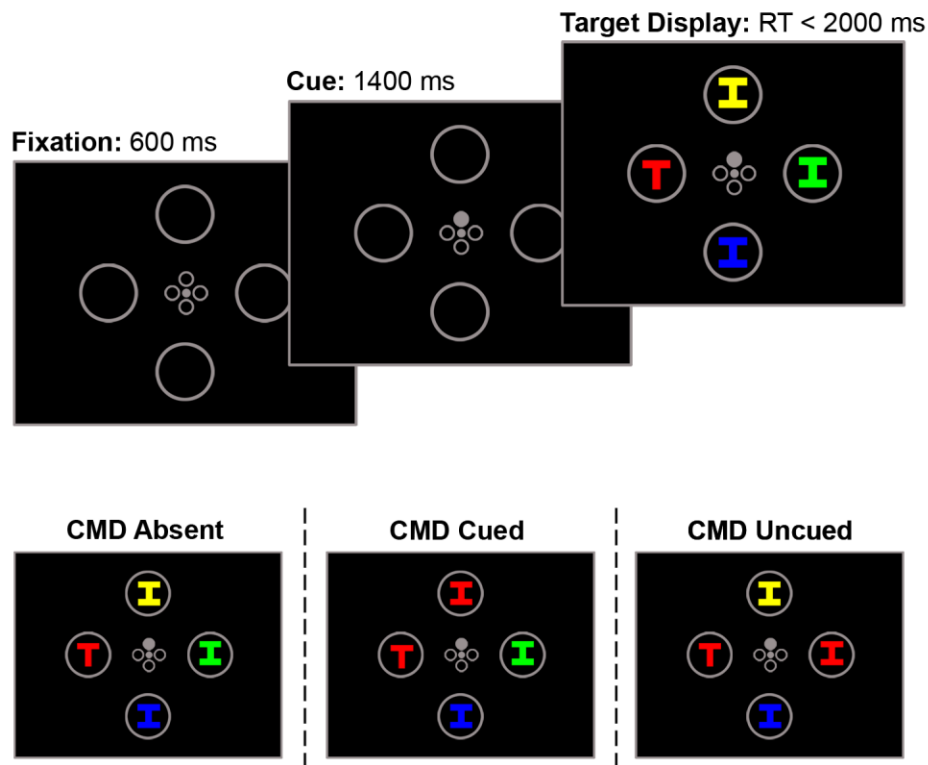 Target Display: RT < 2000 ms
Cue: 1400 ms
Fixation: 600 ms
I
T
I
I
CMD Absent
CMD Cued
CMD Uncued
I
I
I
T
I
T
I
T
I
I
I
I